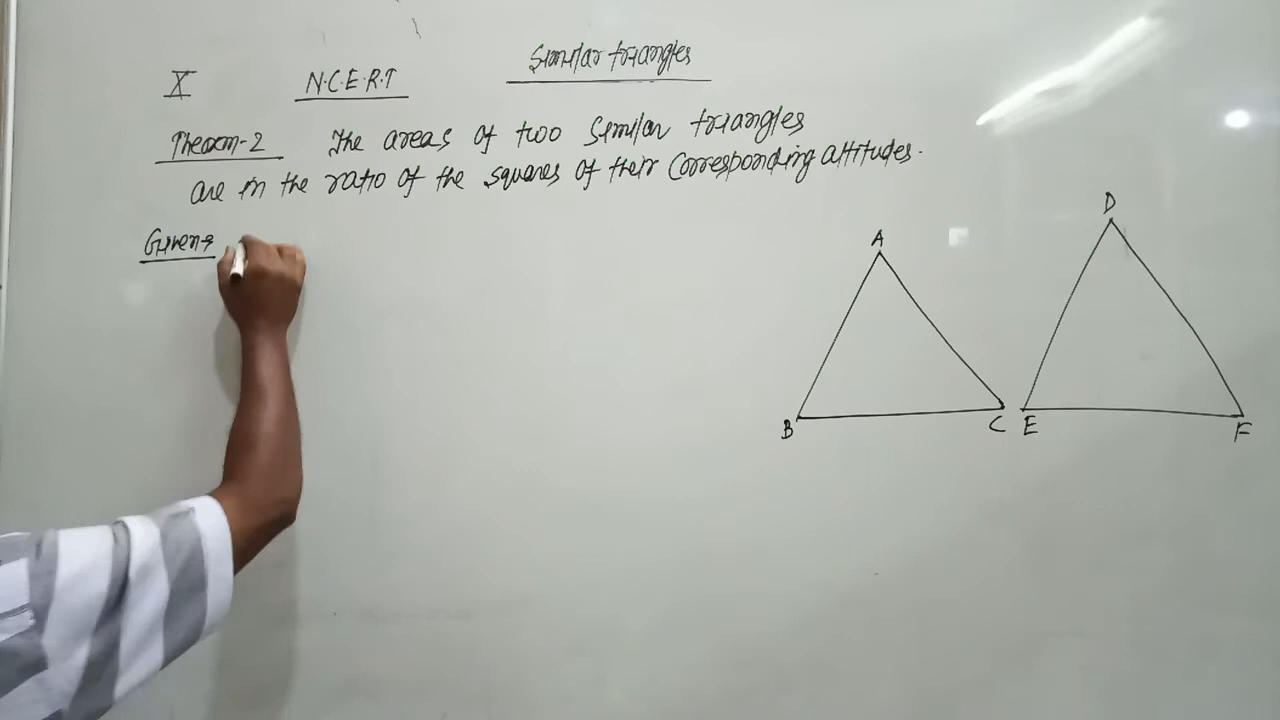 X N.C.E.R.T Similar triangles
Theorem-2 The areas of two similar triangles
are in the ratio of the squares of their corresponding altitudes.
Given→
A
D
B
C
E
F